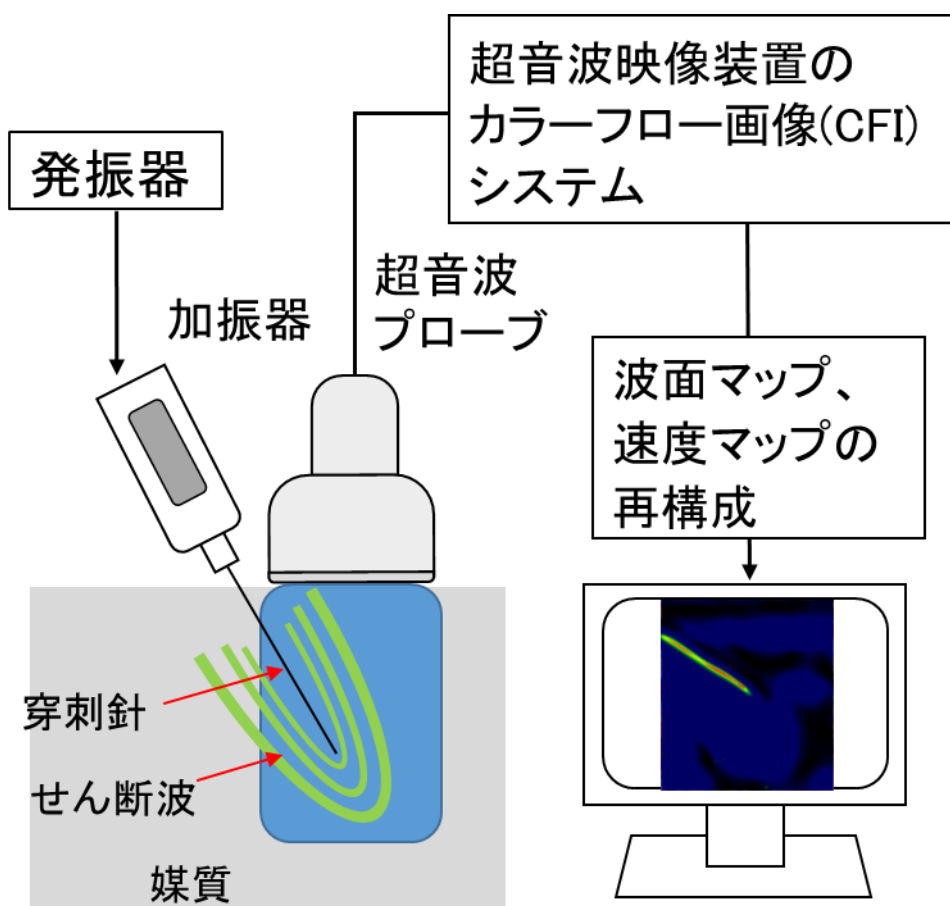 超音波映像装置の
カラーフロー画像(CFI)
システム
発振器
超音波
プローブ
加振器
波面マップ、
速度マップの
再構成
穿刺針
せん断波
媒質